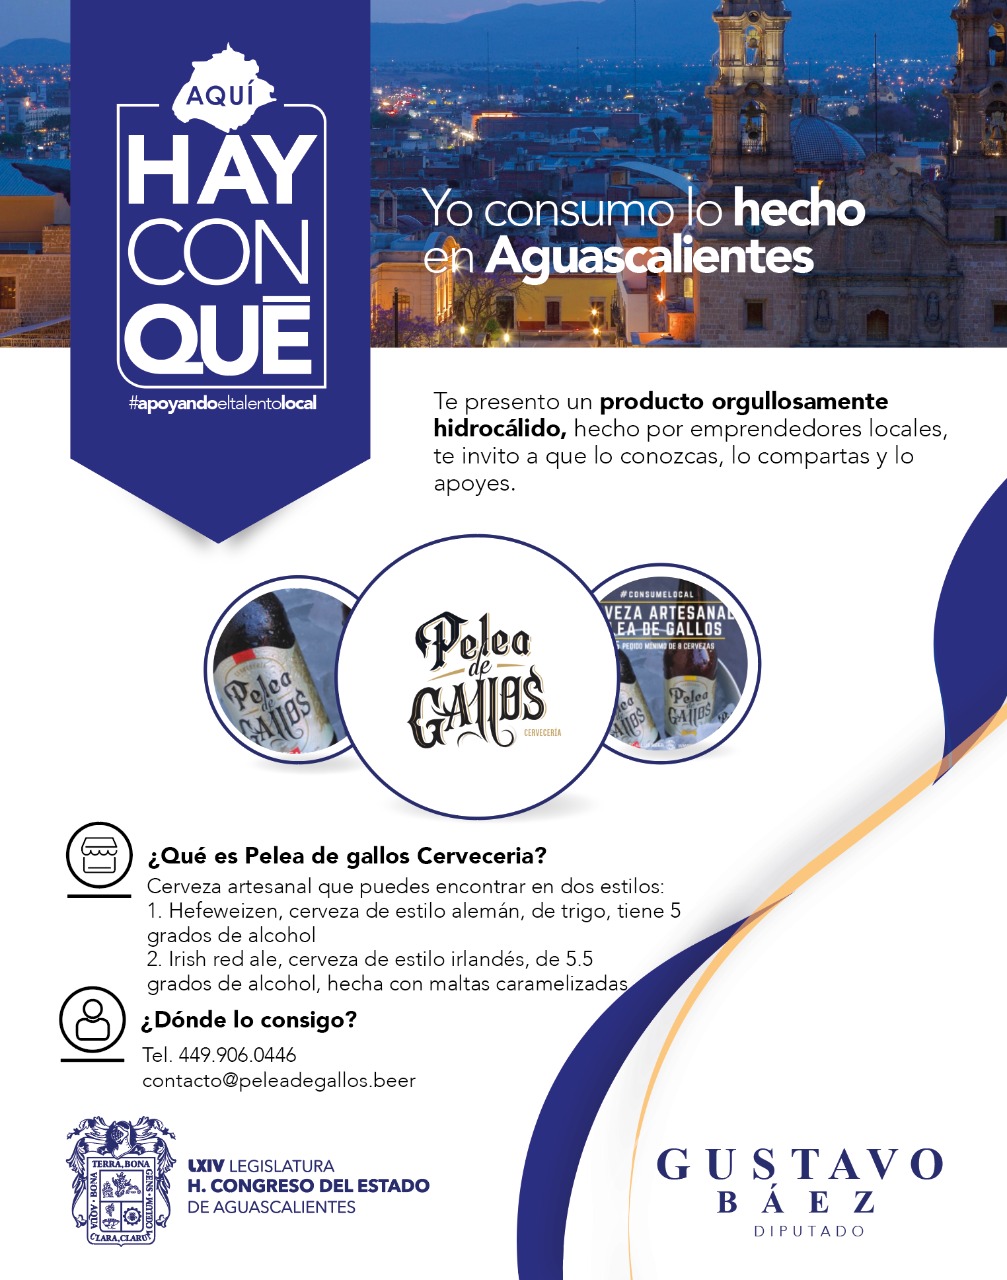 AQUÍ
HAY
CON
QUĒ
#apoyandoeltalentolocal
Yo consumo lo hecho
en Aguascalientes
Te presento un producto orgullosamente
hidrocálido, hecho por emprendedores locales,
te invito a que lo conozcas, lo compartas y lo
apoyes.
Pelea
de
GALLOS
Pelea
de
GALLOS
CERVECERÍA
#CONSUMELOCAL
VEZA ARTESANAL
LEA DE GALLOS
PEDIDO MÍNIMO DE 8 CERVEZAS
Pelea
de
GALLOS
¿Qué es Pelea de gallos Cerveceria?
Cerveza artesanal que puedes encontrar en dos estilos:
1. Hefeweizen, cerveza de estilo alemán, de trigo, tiene 5
grados de alcohol
2. Irish red ale, cerveza de estilo irlandés, de 5.5
grados de alcohol, hecha con maltas caramelizadas
¿Dónde lo consigo?
Tel. 449.906.0446
contacto@peleadegallos.beer
TERRA, BONA
GENS
BONA
AQUA
CLARA, CLARUM
COELUM
LXIV LEGISLATURA
H. CONGRESO DEL ESTADO
DE AGUASCALIENTES
GUSTAVO
BÁEZ
DIPUTADO